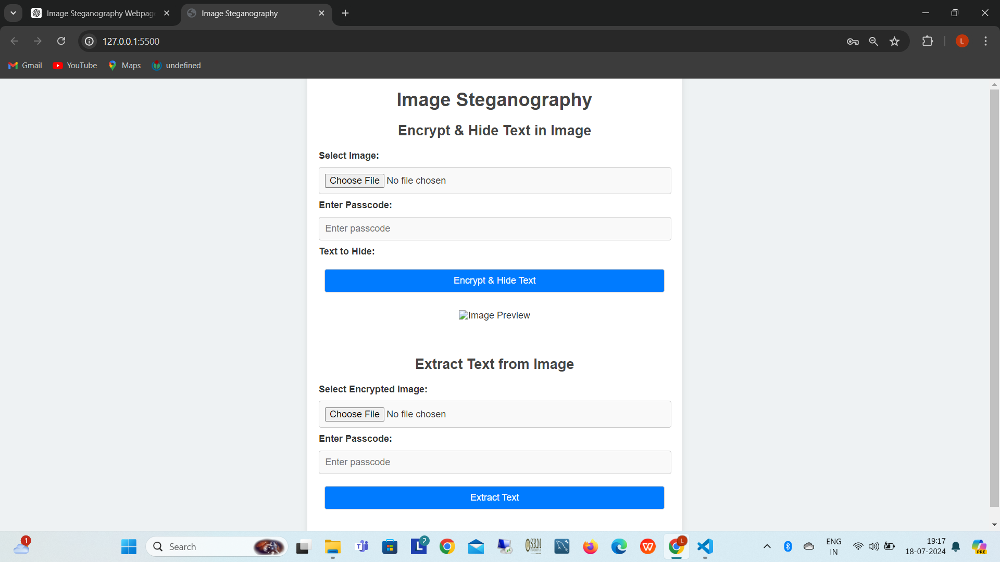 Image Steganography Webpag
Image Steganography
127.0.0.1:5500
L
Gmail
YouTube
Maps
undefined
Image Steganography
Encrypt & Hide Text in Image
Select Image:
Choose File No file chosen
Enter Passcode:
Enter passcode
Text to Hide:
Encrypt & Hide Text
Image Preview
Extract Text from Image
Select Encrypted Image:
Choose File No file chosen
Enter Passcode:
Enter passcode
Extract Text
1
Search
L 2
SRM
L
ENG
IN
19:17
18-07-2024
PRE